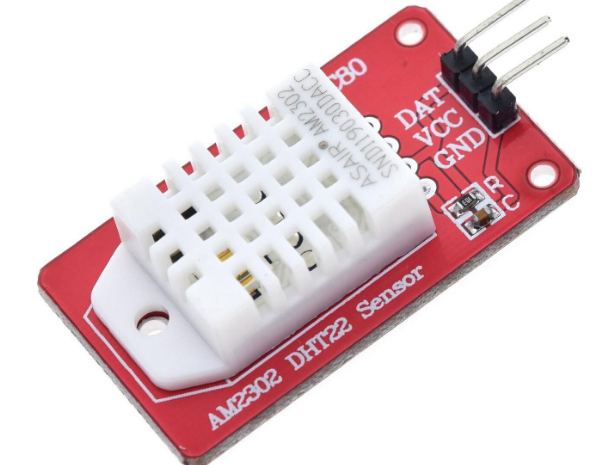 DAT
VCC
GND
R
C
ASAIR® AM2302
SNDI19030DACC
AM2302 DHT22 Sensor